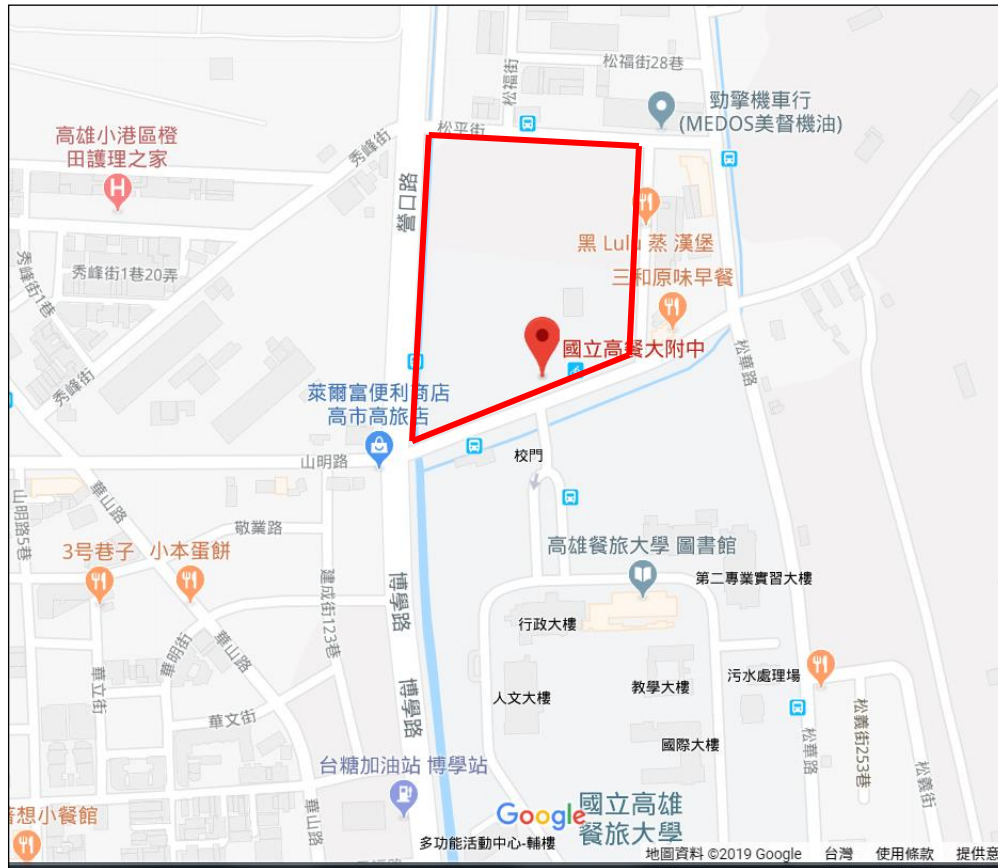 松福街28巷
松福街
勁擎機車行
(MEDOS美督機油)
松平街
高雄小港區橙
田護理之家
秀峰街
營口路
黑 Lulu 蒸 漢堡
秀峰街1巷20弄
三和原味早餐
秀峰街1巷
國立高餐大附中
松華路
秀峰街
萊爾富便利商店
高市高旅店
山明路
校門
山明路5巷
華山路
敬業路
3号巷子
小本蛋餅
高雄餐旅大學 圖書館
第二專業實習大樓
建成街123巷
博學路
行政大樓
華明街
華山路
華立街
人文大樓
教學大樓
污水處理場
博學路
華文街
國際大樓
松華路
松義街253巷
台糖加油站 博學站
松義街
華山路
想小餐館
Google
國立高雄
餐旅大學
多功能活動中心-輔樓
地圖資料 ©2019 Google
台灣
使用條款
提供意